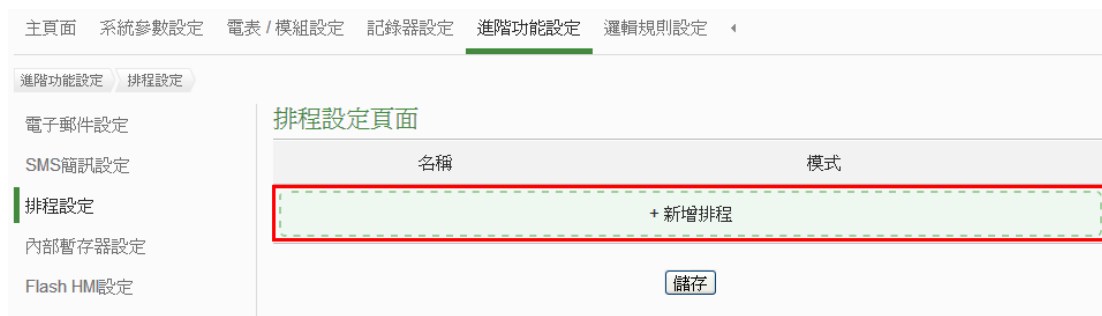 主頁面 系統參數設定 電表 / 模組設定 記錄器設定 進階功能設定 邏輯規則設定
進階功能設定 排程設定
電子郵件設定
SMS簡訊設定
排程設定
內部暫存器設定
Flash HMI設定
排程設定頁面
名稱 模式
+ 新增排程
儲存